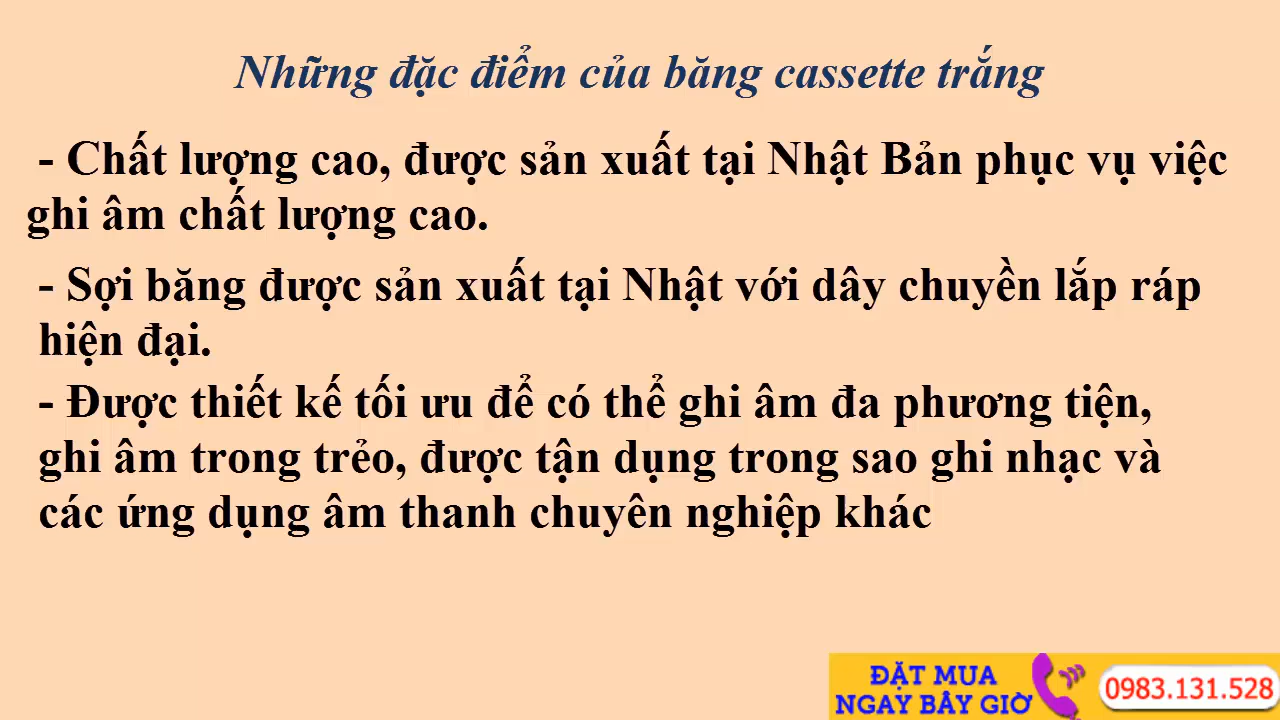 Những đặc điểm của băng cassette trắng
- Chất lượng cao, được sản xuất tại Nhật Bản phục vụ việc
ghi âm chất lượng cao.
- Sợi băng được sản xuất tại Nhật với dây chuyền lắp ráp
hiện đại.
- Được thiết kế tối ưu để có thể ghi âm đa phương tiện,
ghi âm trong trẻo, được tận dụng trong sao ghi nhạc và
các ứng dụng âm thanh chuyên nghiệp khác
ĐẶT MUA
NGAY BÂY GIỜ
0983.131.528